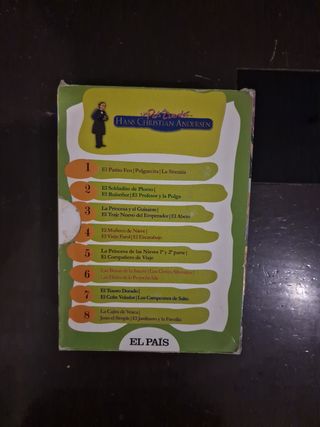 HANS CHRISTIAN ANDERSEN
1
El Patito Feo | Pulgarcita | La Sirenita
2
El Soldadito de Plomo |
El Ruiseñor | El Profesor y la Pulga
3
La Princesa y el Guisante |
El Traje Nuevo del Emperador | El Abeto
4
El Muñeco de Nieve |
El Viejo Farol | El Escarabajo
5
La Princesa de las Nieves 1ª y 2ª parte |
El Compañero de Viaje
6
7
El Tesoro Dorado |
El Cofre Volador | Los Campeones de Salto
8
La Cajita de Yesca |
Juan el Simple | El Jardinero y la Familia
EL PAÍS